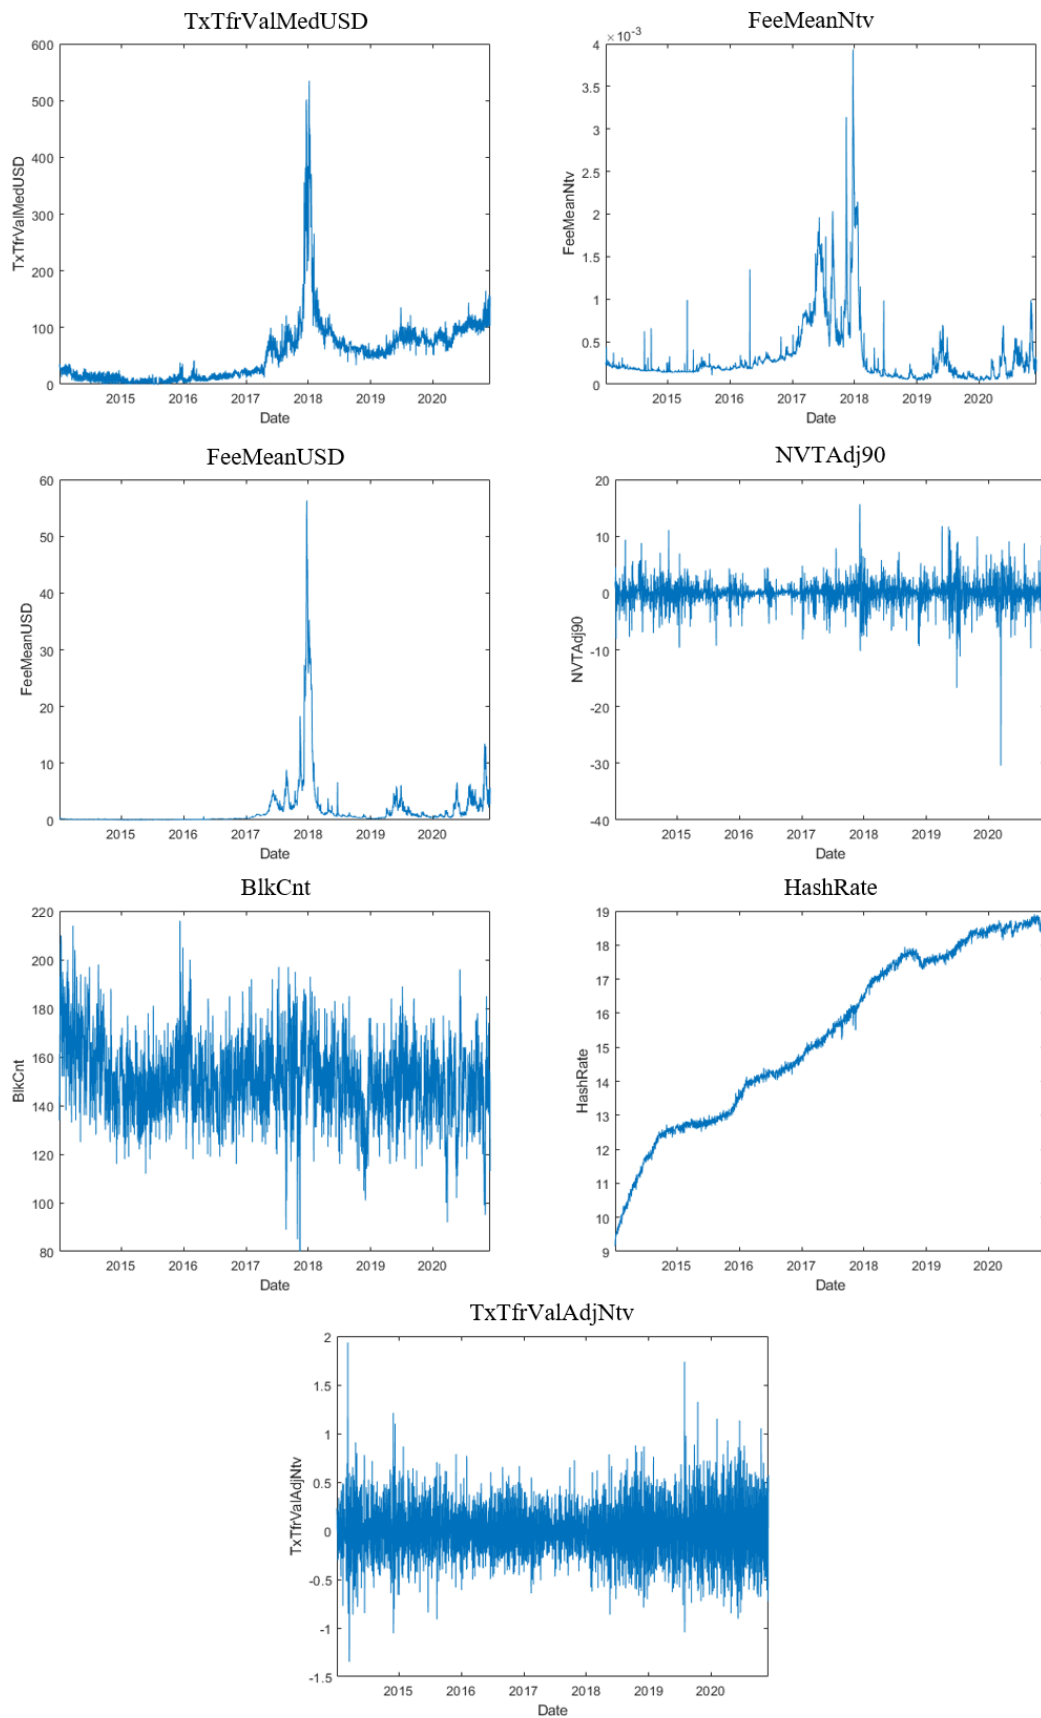 TxTfrValMedUSD
600
500
400
300
200
100
0
TxTfrValMedUSD
2015 2016 2017 2018 2019 2020
Date
FeeMeanNtv
×10⁻³
4
3.5
3
2.5
2
1.5
1
0.5
0
FeeMeanNtv
2015 2016 2017 2018 2019 2020
Date
FeeMeanUSD
60
50
40
30
20
10
0
FeeMeanUSD
2015 2016 2017 2018 2019 2020
Date
NVTAdj90
20
10
0
-10
-20
-30
-40
NVTAdj90
2015 2016 2017 2018 2019 2020
Date
BlkCnt
220
200
180
160
140
120
100
80
BlkCnt
2015 2016 2017 2018 2019 2020
Date
HashRate
19
18
17
16
15
14
13
12
11
10
9
HashRate
2015 2016 2017 2018 2019 2020
Date
TxTfrValAdjNtv
2
1.5
1
0.5
0
-0.5
-1
-1.5
TxTfrValAdjNtv
2015 2016 2017 2018 2019 2020
Date